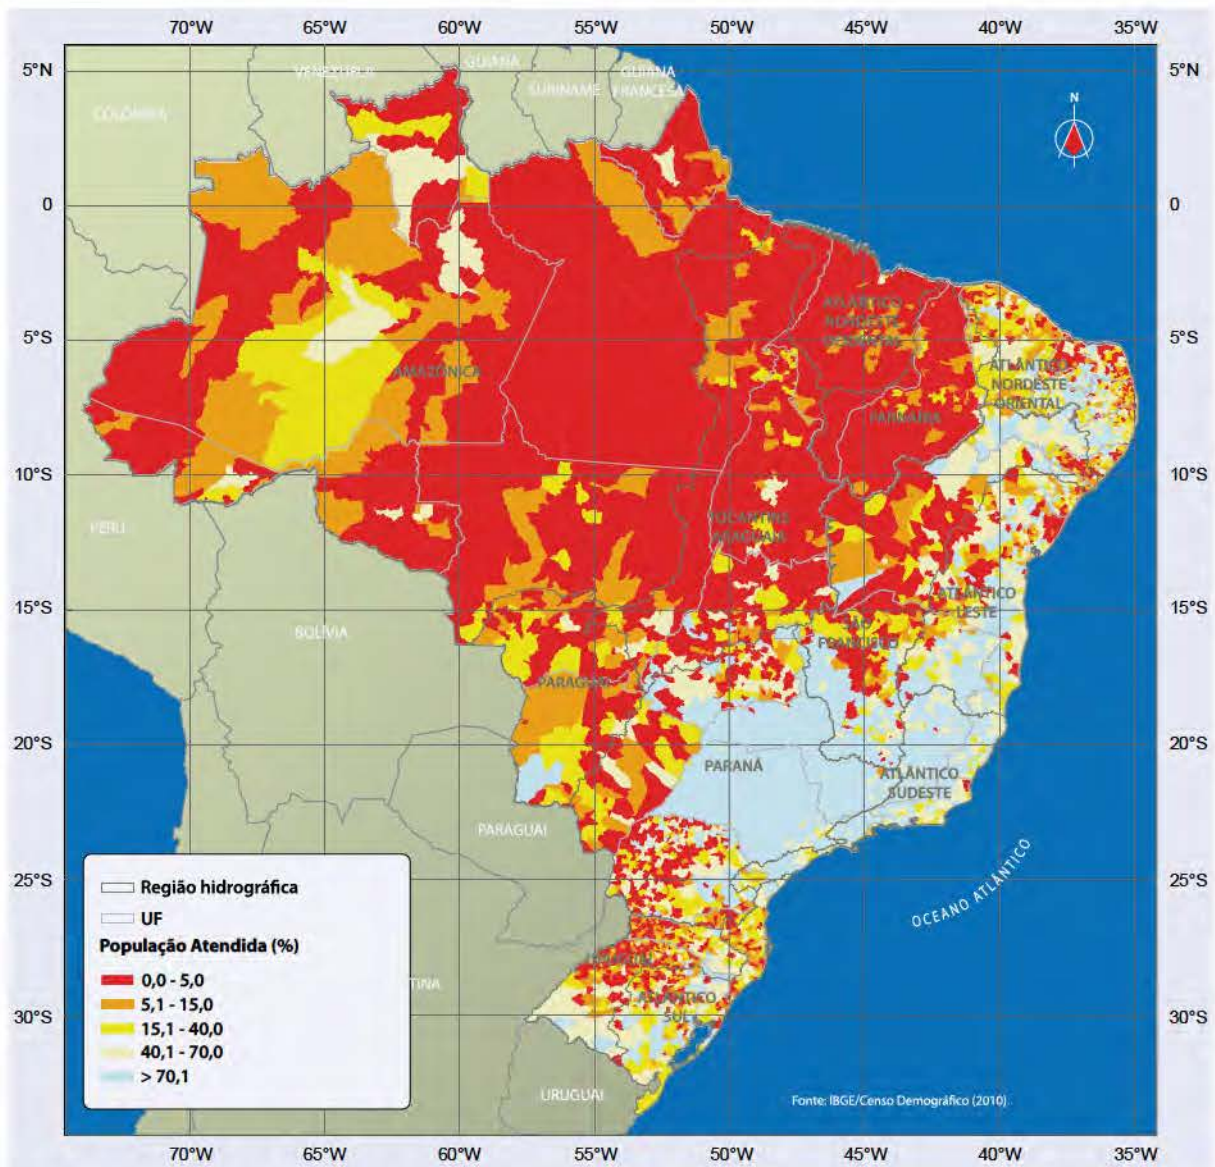 70°W 65°W 60°W 55°W 50°W 45°W 40°W 35°W
5°N 5°N
VENEZUELA
GUIANA
COLÔMBIA
SURINAME
GUIANA
FRANCESA
N
0 0
5°S 5°S
ATLÂNTICO
NORDESTE
OCIDENTAL
ATLÂNTICO
NORDESTE
ORIENTAL
AMAZÔNICA
PARNAÍBA
10°S 10°S
PERU
TOCANTINS
ARAGUAIA
ATLÂNTICO
LESTE
15°S 15°S
BOLÍVIA
SÃO
FRANCISCO
PARAGUAI
20°S 20°S
PARANÁ
ATLÂNTICO
SUDESTE
PARAGUAI
25°S 25°S
OCEANO ATLÂNTICO
URUGUAI
TINA
ATLÂNTICO
SUL
30°S 30°S
URUGUAI
Região hidrográfica
UF
População Atendida (%)
0,0 - 5,0
5,1 - 15,0
15,1 - 40,0
40,1 - 70,0
> 70,1
Fonte: IBGE/Censo Demográfico (2010).
70°W 65°W 60°W 55°W 50°W 45°W 40°W 35°W